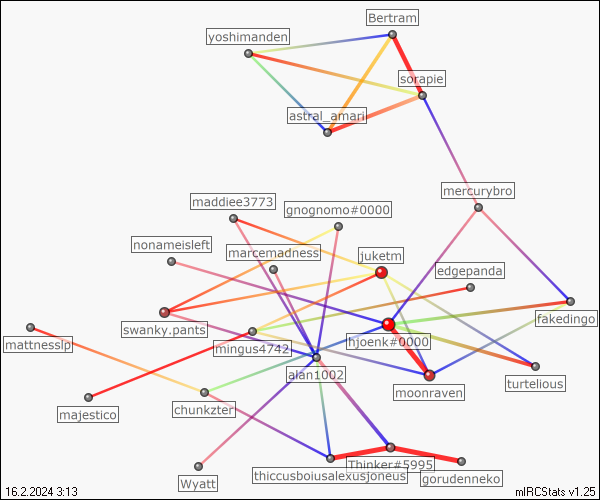 Bertram
yoshimanden
sorapie
astral_amari
mercurybro
maddiee3773
gnognomo#0000
nonameisleft
marcemadness
juketm
edgepanda
fakedingo
swanky.pants
hjoenk#0000
mattnesslp
mingus4742
alan1002
turtelious
moonraven
majestico
chunkzter
Thinker#5995
thiccusboiusalexusjoneus
gorudenneko
Wyatt
16.2.2024 3:13
mIRCStats v1.25